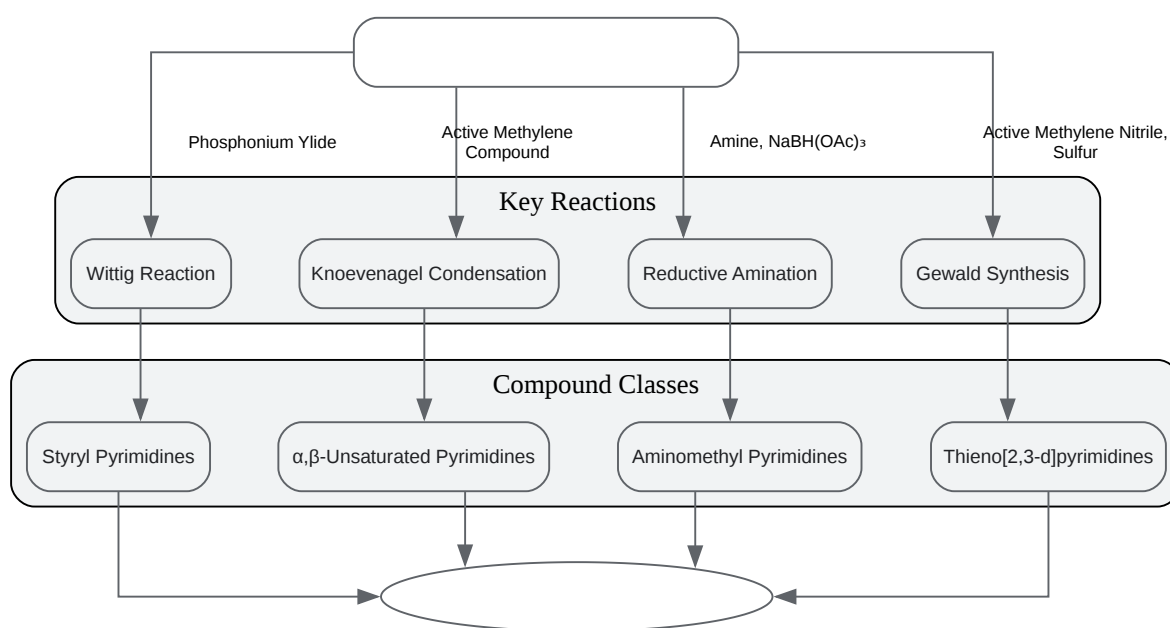 Phosphonium Ylide
Active Methylene
Compound
Amine, NaBH(OAc)₃
Active Methylene Nitrile,
Sulfur
Key Reactions
Wittig Reaction
Knoevenagel Condensation
Reductive Amination
Gewald Synthesis
Compound Classes
Styryl Pyrimidines
α,β-Unsaturated Pyrimidines
Aminomethyl Pyrimidines
Thieno[2,3-d]pyrimidines